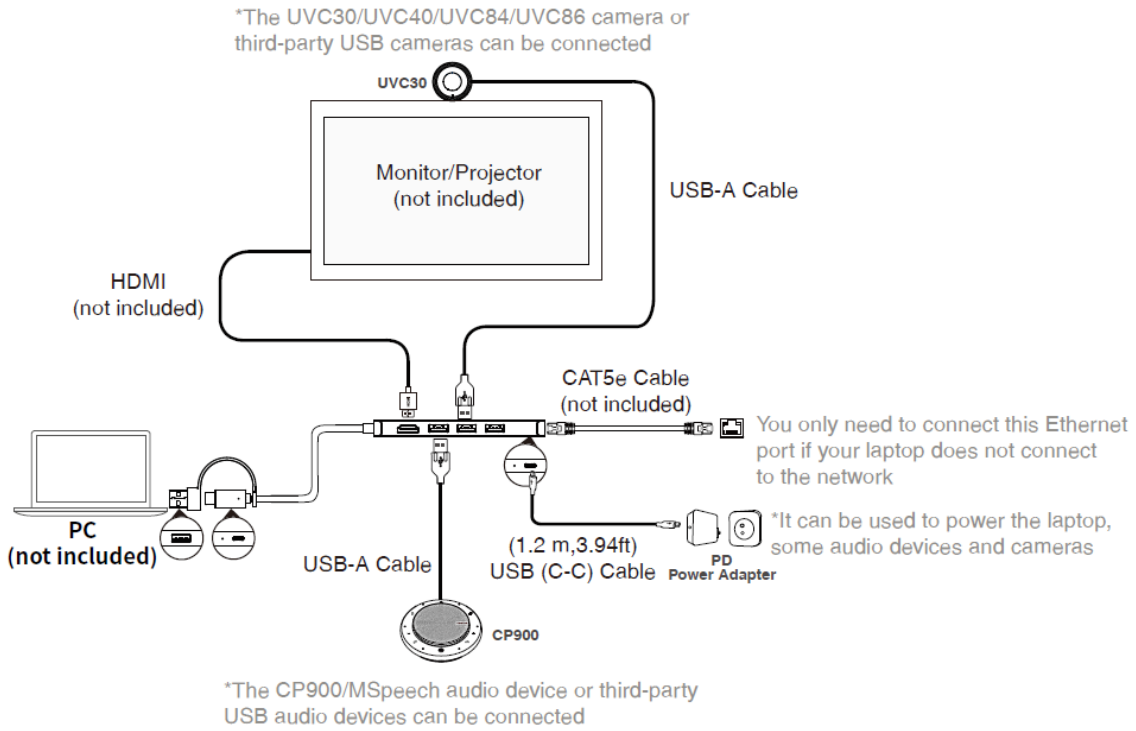 *The UVC30/UVC40/UVC84/UVC86 camera or
third-party USB cameras can be connected
UVC30
Monitor/Projector
(not included)
USB-A Cable
HDMI
(not included)
CAT5e Cable
(not included)
You only need to connect this Ethernet
port if your laptop does not connect
to the network
PC
(not included)
USB-A Cable
(1.2 m,3.94ft)
USB (C-C) Cable
PD
Power Adapter
*It can be used to power the laptop,
some audio devices and cameras
CP900
*The CP900/MSpeech audio device or third-party
USB audio devices can be connected